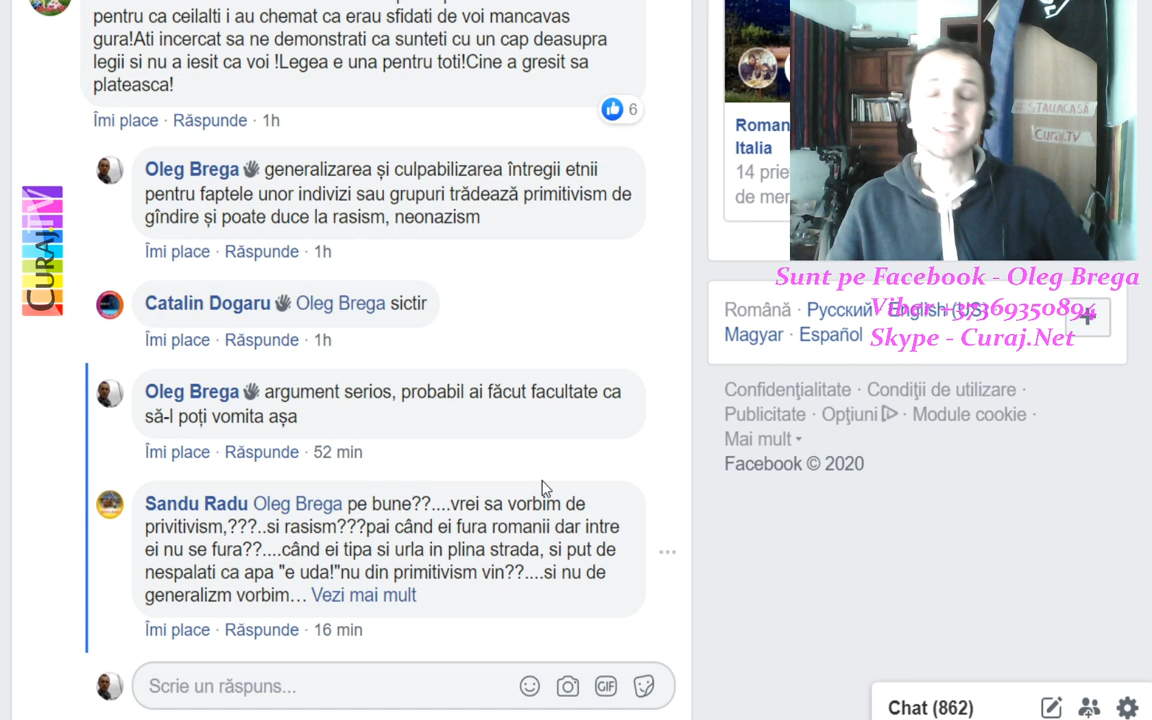 pentru ca ceilalti i au chemat ca erau sfidati de voi mancavas
gura!Ati incercat sa ne demonstrati ca sunteti cu un cap deasupra
legii si nu a iesit ca voi !Legea e una pentru toti!Cine a gresit sa
plateasca!
Îmi place · Răspunde · 1h
6
Oleg Brega generalizarea și culpabilizarea întregii etnii
pentru faptele unor indivizi sau grupuri trădează primitivism de
gîndire și poate duce la rasism, neonazism
Îmi place · Răspunde · 1h
Catalin Dogaru Oleg Brega sictir
Îmi place · Răspunde · 1h
Oleg Brega argument serios, probabil ai făcut facultate ca
să-l poți vomita așa
Îmi place · Răspunde · 52 min
Sandu Radu Oleg Brega pe bune??....vrei sa vorbim de
privitivism,???..si rasism???pai când ei fura romanii dar intre
ei nu se fura??....când ei tipa si urla in plina strada, si put de
nespalati ca apa "e uda!"nu din primitivism vin??....si nu de
generalizm vorbim… Vezi mai mult
Îmi place · Răspunde · 16 min
Scrie un răspuns...
GIF
CURAJ.TV
Roman
Italia
14 prie
de mer
#STAUACASĂ
Curaj.TV
Sunt pe Facebook - Oleg Brega
Viber +37369350894
Skype - Curaj.Net
Română · Русский · English (US) ·
Magyar · Español
Confidenţialitate · Condiţii de utilizare ·
Publicitate · Opţiuni · Module cookie ·
Mai mult
Facebook © 2020
Chat (862)